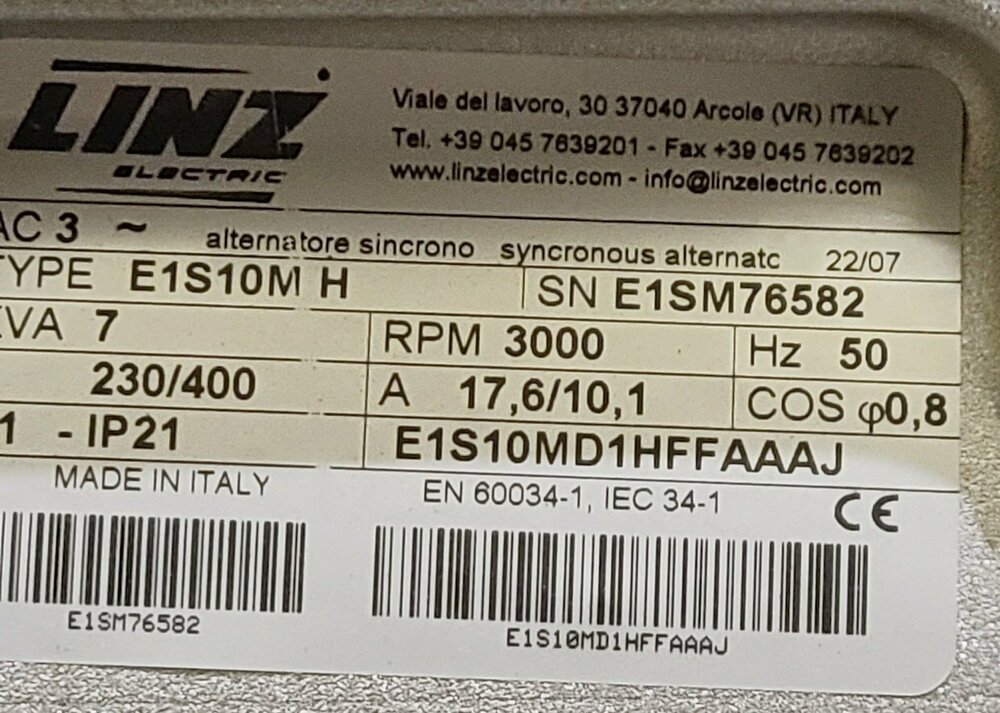 LINZ
ELECTRIC
Viale del lavoro, 30 37040 Arcole (VR) ITALY
Tel. +39 045 7639201 - Fax +39 045 7639202
www.linzelectric.com - info@linzelectric.com
AC 3 ~ alternatore sincrono syncronous alternatc 22/07
TYPE E1S10M H SN E1SM76582
KVA 7 RPM 3000 Hz 50
230/400 A 17,6/10,1 COS φ0,8
1 - IP21 E1S10MD1HFFAAAJ
MADE IN ITALY EN 60034-1, IEC 34-1 CE
E1SM76582 E1S10MD1HFFAAAJ